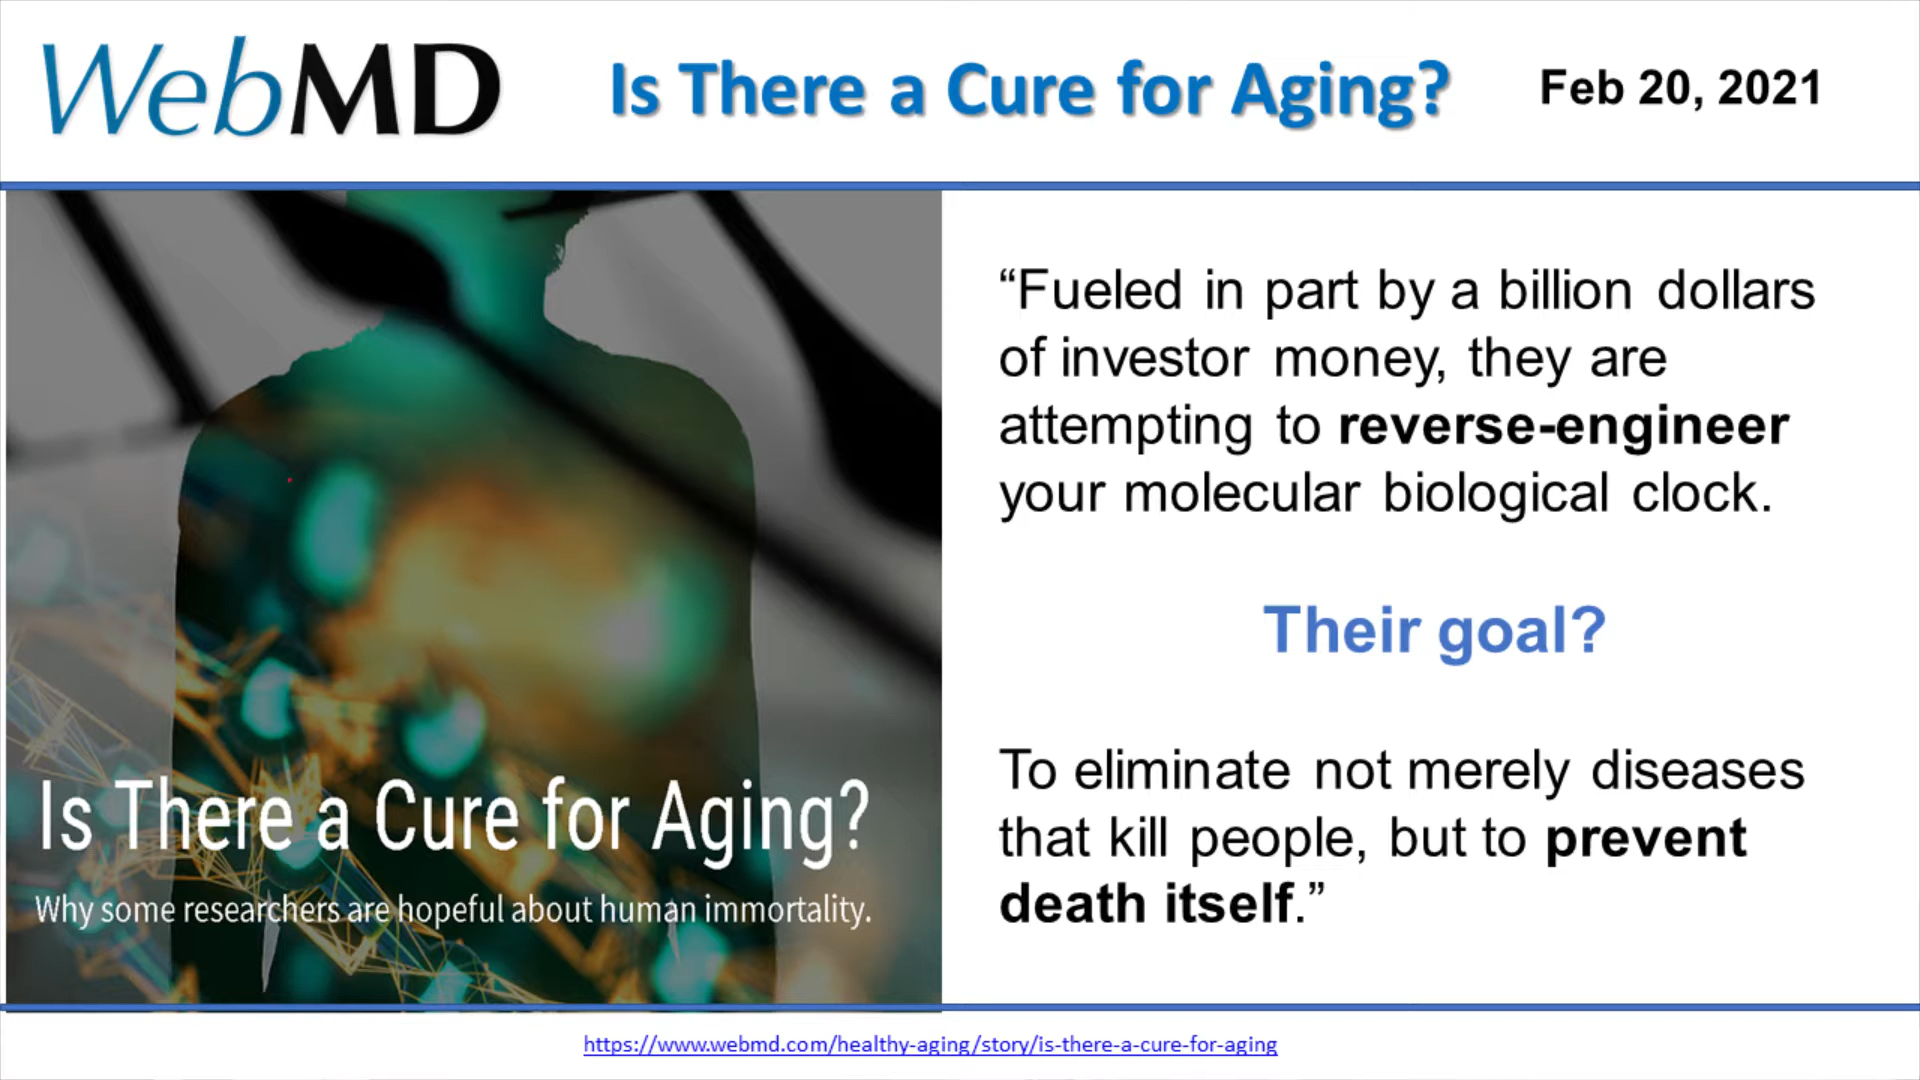 WebMD
Is There a Cure for Aging?
Feb 20, 2021
Is There a Cure for Aging?
Why some researchers are hopeful about human immortality.
“Fueled in part by a billion dollars
of investor money, they are
attempting to reverse-engineer
your molecular biological clock.
Their goal?
To eliminate not merely diseases
that kill people, but to prevent
death itself.”
https://www.webmd.com/healthy-aging/story/is-there-a-cure-for-aging